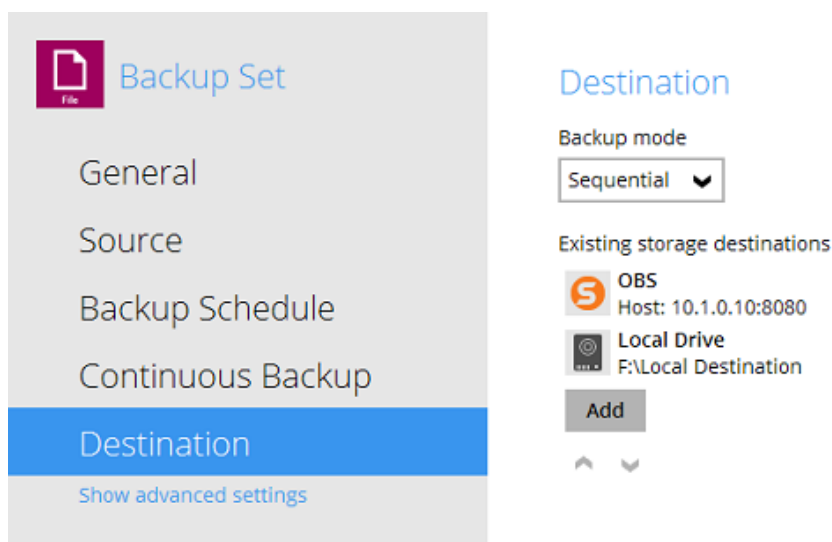 File
Backup Set
General
Source
Backup Schedule
Continuous Backup
Destination
Show advanced settings
Destination
Backup mode
Sequential
Existing storage destinations
OBS
Host: 10.1.0.10:8080
Local Drive
F:\Local Destination
Add